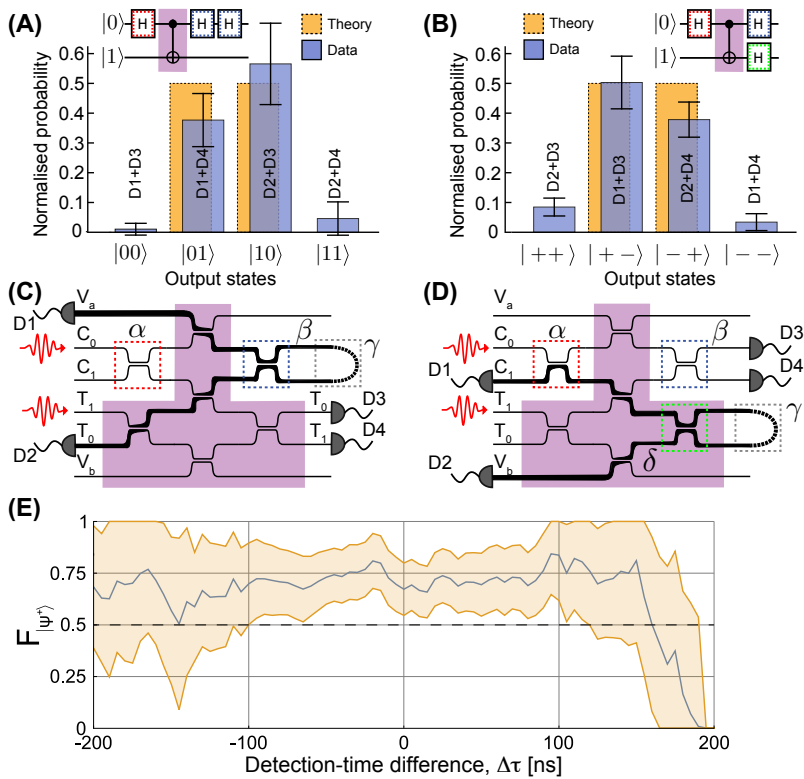 (A)
|0⟩ H H H
|1⟩
Theory
Data
Normalised probability
0.6
0.5
0.4
0.3
0.2
0.1
0
D1+D3
D1+D4
D2+D3
D2+D4
|00⟩ |01⟩ |10⟩ |11⟩
Output states
(B)
Theory
Data
|0⟩ H H
|1⟩ H
Normalised probability
0.6
0.5
0.4
0.3
0.2
0.1
0
D2+D3
D1+D3
D2+D4
D1+D4
|++⟩ |+−⟩ |−+⟩ |−−⟩
Output states
(C)
V_a
D1
C_0 α β γ
C_1
T_1 T_0 D3
T_0 T_1 D4
D2
V_b
(D)
V_a
C_0 α β D3
C_1 D4
D1
T_1 γ
T_0
D2 V_b δ
(E)
F_|Ψ⁺⟩
1
0.75
0.5
0.25
0
-200 -100 0 100 200
Detection-time difference, Δτ [ns]